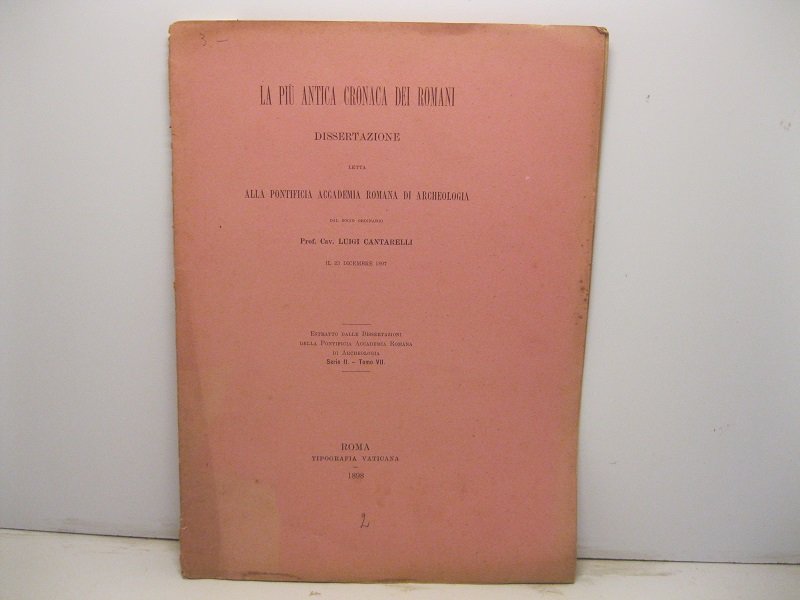 3 -
LA PIÙ ANTICA CRONACA DEI ROMANI
DISSERTAZIONE
LETTA
ALLA PONTIFICIA ACCADEMIA ROMANA DI ARCHEOLOGIA
DAL SOCIO ORDINARIO
Prof. Cav. LUIGI CANTARELLI
IL 23 DICEMBRE 1897
ESTRATTO DALLE DISSERTAZIONI
DELLA PONTIFICIA ACCADEMIA ROMANA
DI ARCHEOLOGIA
Serie II. - Tomo VII.
ROMA
TIPOGRAFIA VATICANA
1898
2